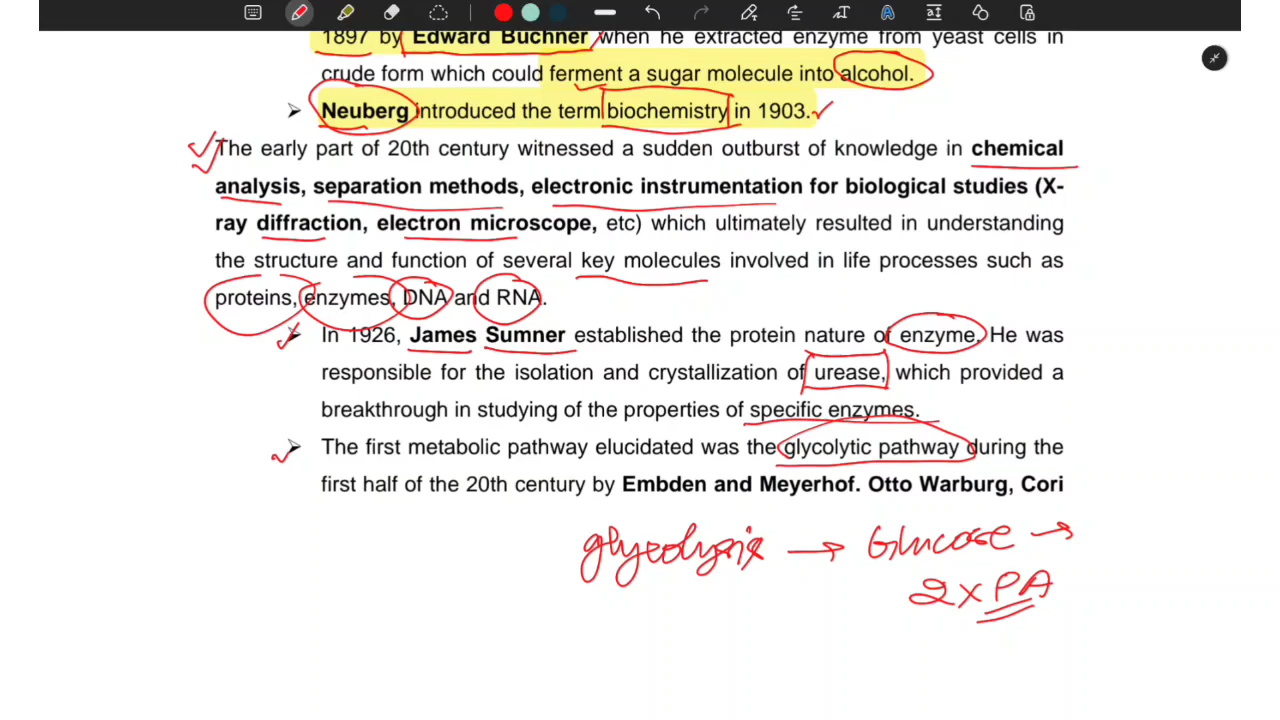 1897 by Edward Buchner when he extracted enzyme from yeast cells in
crude form which could ferment a sugar molecule into alcohol.
➢ Neuberg introduced the term biochemistry in 1903.
The early part of 20th century witnessed a sudden outburst of knowledge in chemical
analysis, separation methods, electronic instrumentation for biological studies (X-
ray diffraction, electron microscope, etc) which ultimately resulted in understanding
the structure and function of several key molecules involved in life processes such as
proteins, enzymes, DNA and RNA.
➢ In 1926, James Sumner established the protein nature of enzyme. He was
responsible for the isolation and crystallization of urease, which provided a
breakthrough in studying of the properties of specific enzymes.
➢ The first metabolic pathway elucidated was the glycolytic pathway during the
first half of the 20th century by Embden and Meyerhof. Otto Warburg, Cori
glycolysis → Glucose →
2 x PA